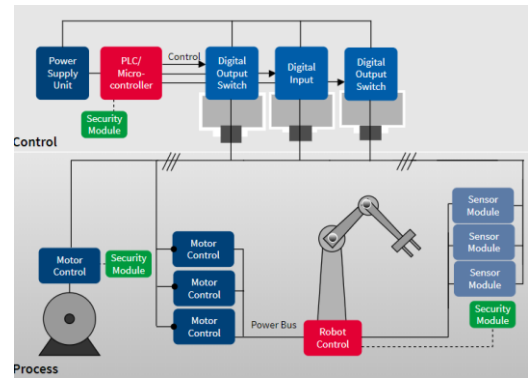 Power
Supply
Unit
PLC/
Micro-
controller
Control
Digital
Output
Switch
Digital
Input
Digital
Output
Switch
Security
Module
Control
Motor
Control
Security
Module
Motor
Control
Motor
Control
Motor
Control
Power Bus
Robot
Control
Sensor
Module
Sensor
Module
Sensor
Module
Security
Module
Process